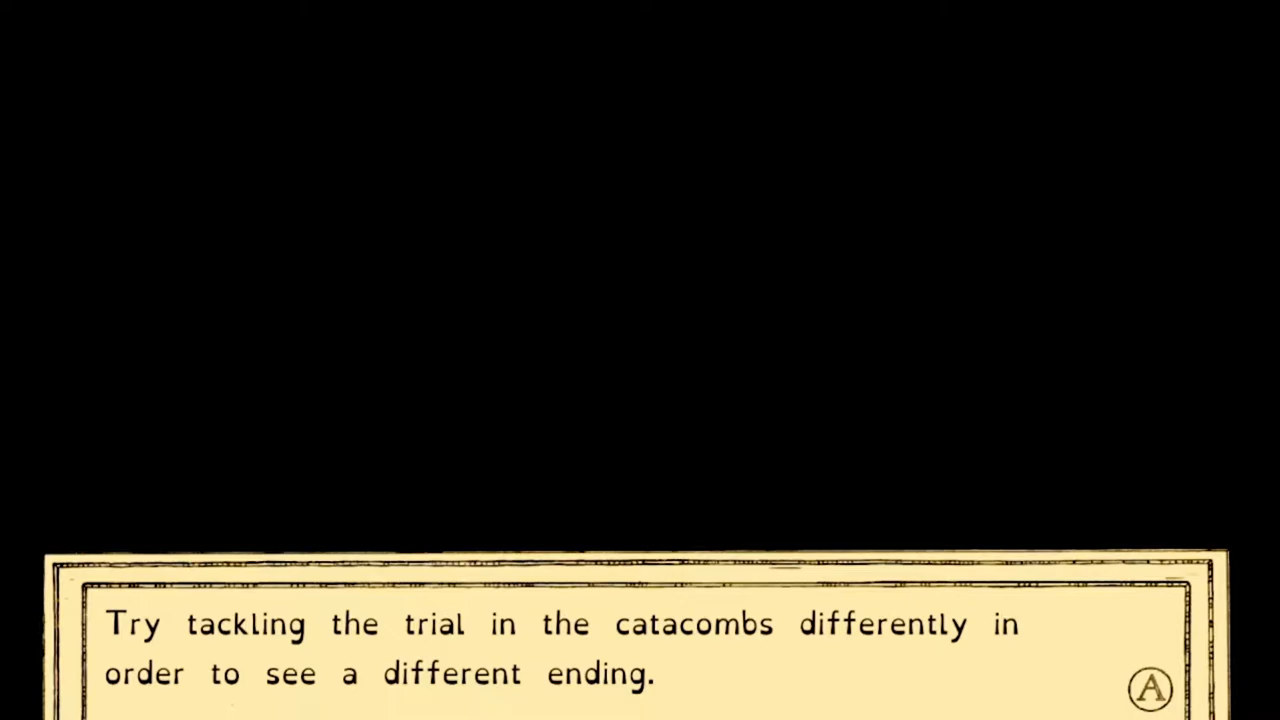 Try tackling the trial in the catacombs differently in
order to see a different ending.
A